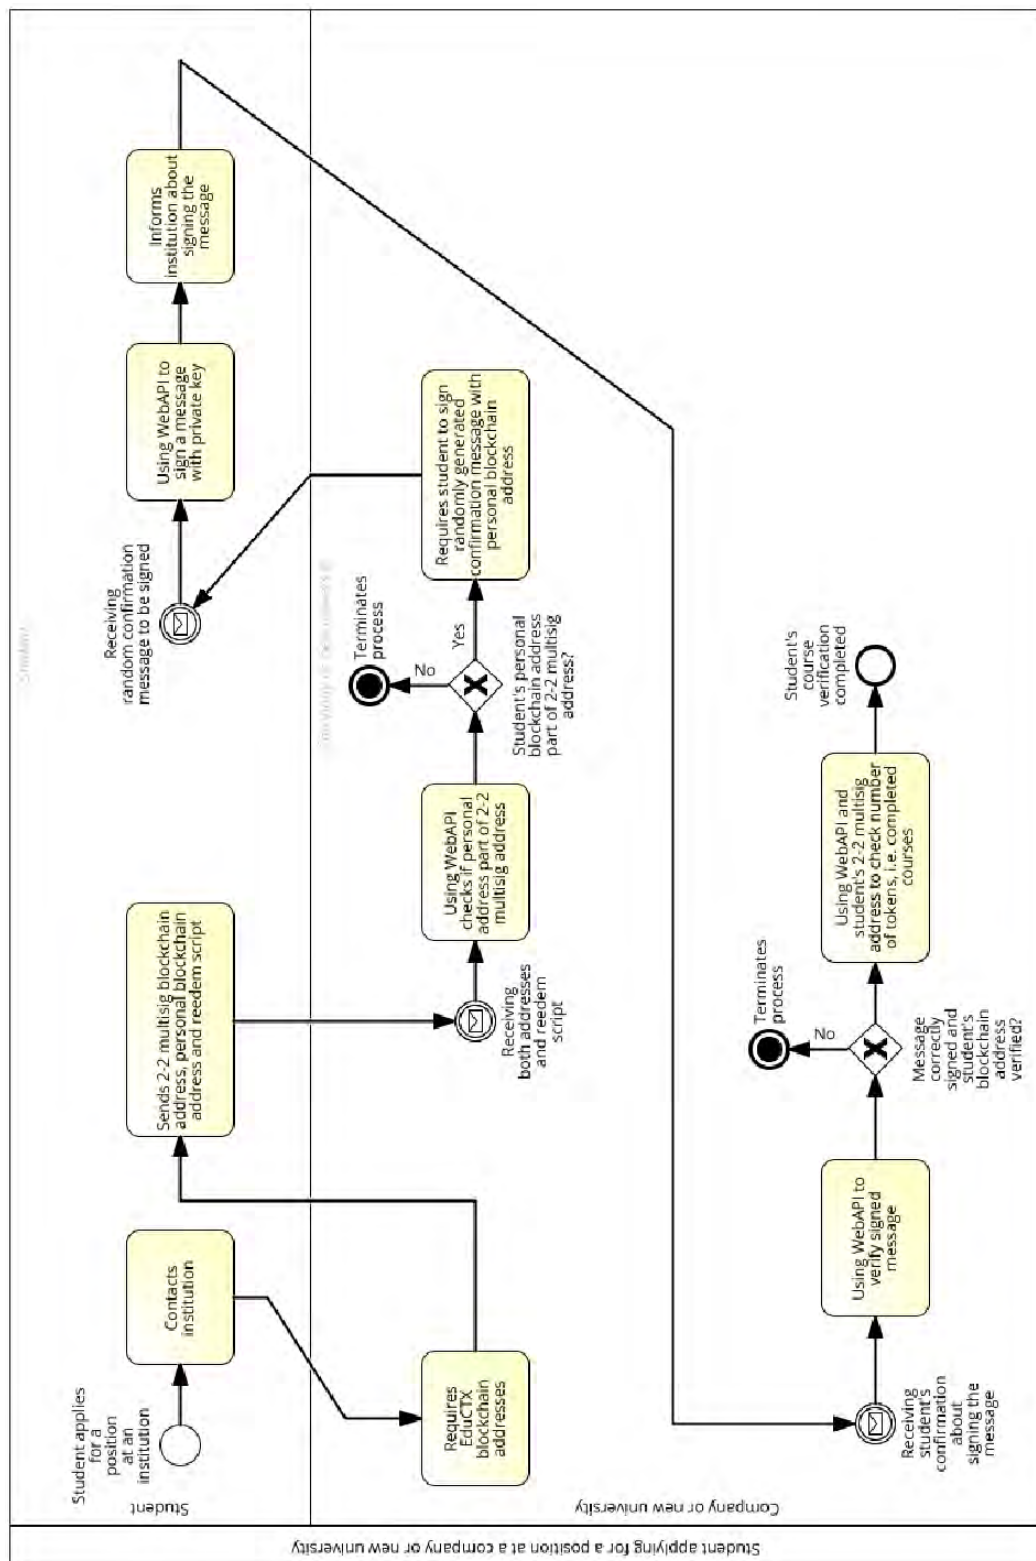 Student applying for a position at a company or new university
Student
Company or new university
Student applies
for a
position
at an
institution
Contacts
institution
Requires
EduCTX
blockchain
addresses
Sends 2-2 multisig blockchain
address, personal blockchain
address and reedem script
Receiving
both addresses
and reedem
script
Using WebAPI
checks if personal
address part of 2-2
multisig address
Student's personal
blockchain address
part of 2-2 multisig
address?
No
Terminates
process
Yes
Requires student to sign
randomly generated
confirmation message with
personal blockchain
address
Receiving
random confirmation
message to be signed
Using WebAPI to
sign a message
with private key
Informs
institution about
signing the
message
Receiving
student's
confirmation
about
signing the
message
Using WebAPI to
verify signed
message
Message
correctly
signed and
student's
blockchain
address
verified?
No
Terminates
process
Using WebAPI and
student's 2-2 multisig
address to check number
of tokens, i.e. completed
courses
Student's
course
verification
completed